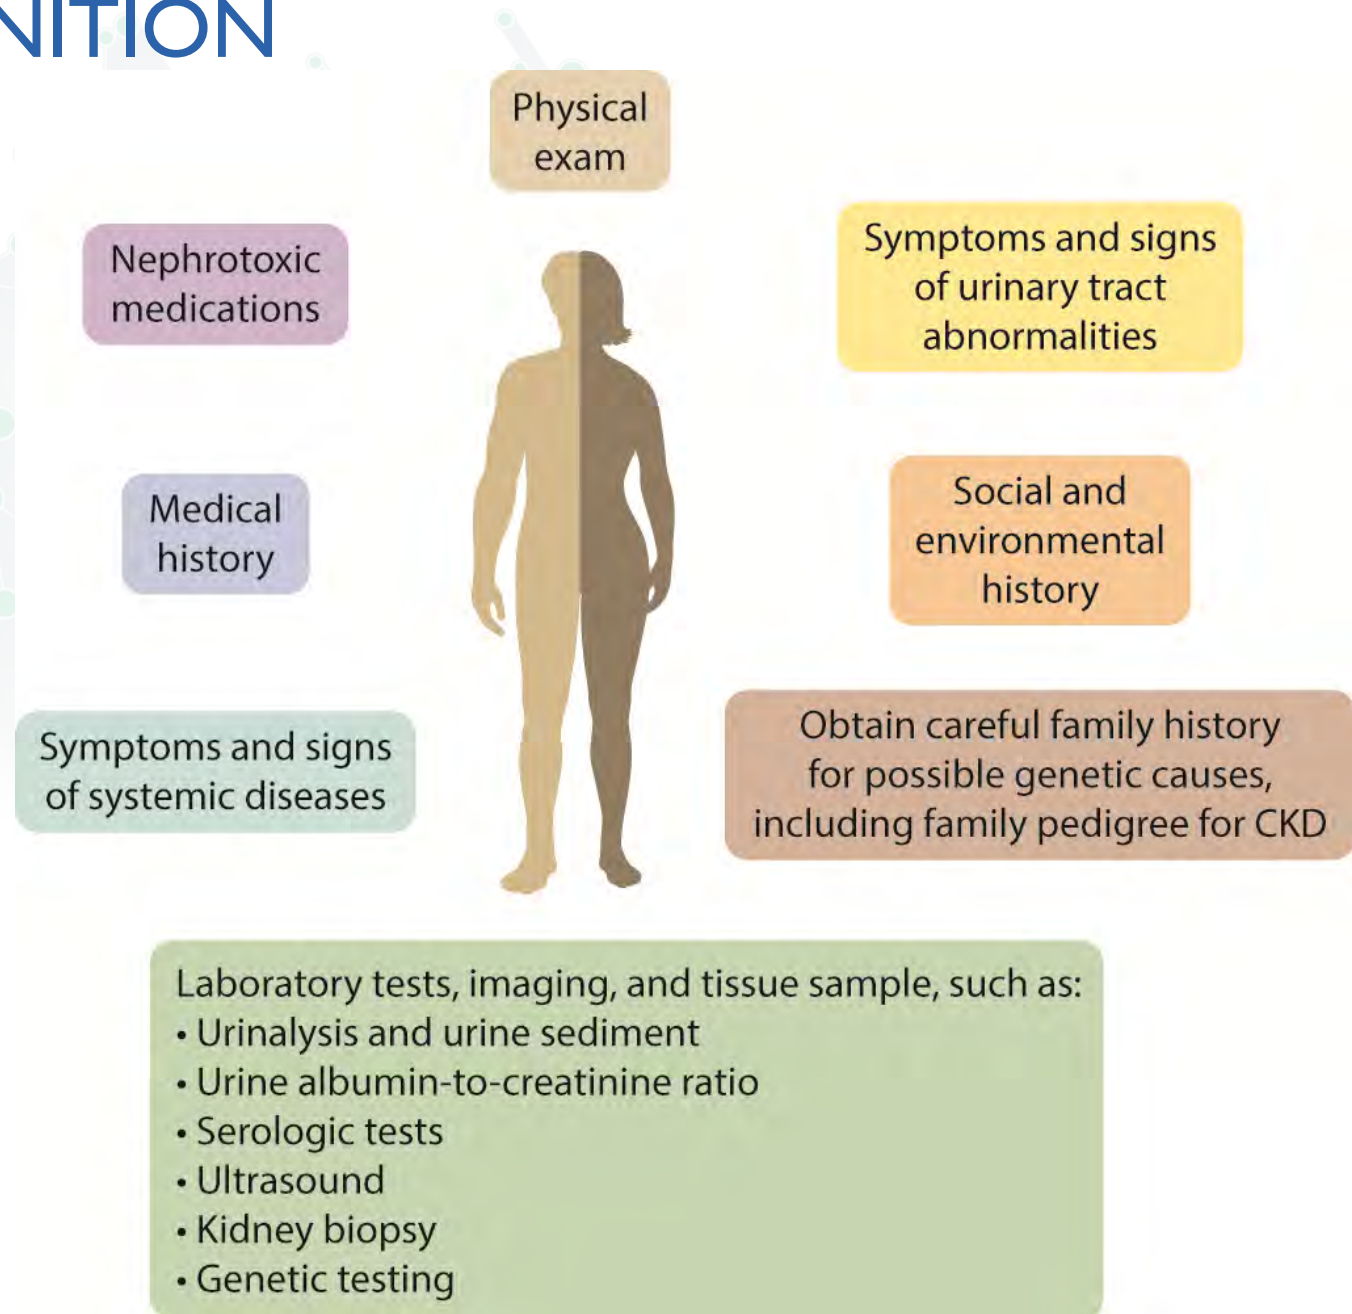 NITION
Physical
exam
Nephrotoxic
medications
Symptoms and signs
of urinary tract
abnormalities
Medical
history
Social and
environmental
history
Symptoms and signs
of systemic diseases
Obtain careful family history
for possible genetic causes,
including family pedigree for CKD
Laboratory tests, imaging, and tissue sample, such as:
• Urinalysis and urine sediment
• Urine albumin-to-creatinine ratio
• Serologic tests
• Ultrasound
• Kidney biopsy
• Genetic testing